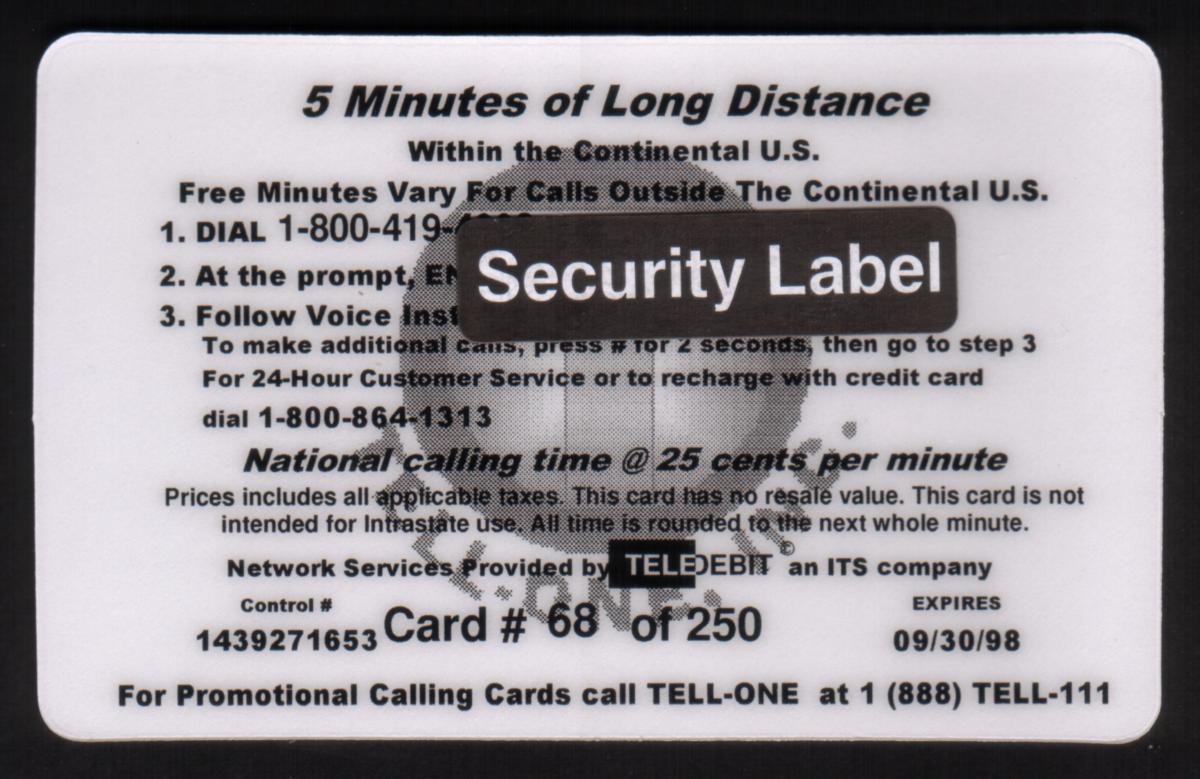 5 Minutes of Long Distance
Within the Continental U.S.
Free Minutes Vary For Calls Outside The Continental U.S.
1. DIAL 1-800-419-
Security Label
2. At the prompt,
3. Follow Voice
To make additional calls, press # for 2 seconds, then go to step 3
For 24-Hour Customer Service or to recharge with credit card
dial 1-800-864-1313
National calling time @ 25 cents per minute
Prices includes all applicable taxes. This card has no resale value. This card is not
intended for Intrastate use. All time is rounded to the next whole minute.
Network Services Provided by TELEDEBIT © an ITS company
Control #
1439271653
Card # 68 of 250
EXPIRES
09/30/98
For Promotional Calling Cards call TELL-ONE at 1 (888) TELL-111
TELL-ONE, INC.